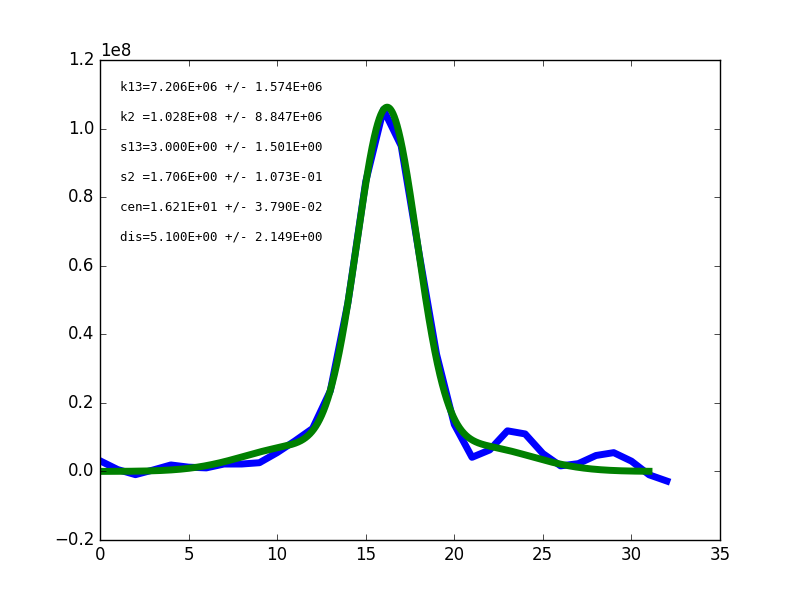 1e8
1.2
k13=7.206E+06 +/- 1.574E+06
k2 =1.028E+08 +/- 8.847E+06
1.0
s13=3.000E+00 +/- 1.501E+00
s2 =1.706E+00 +/- 1.073E-01
0.8
cen=1.621E+01 +/- 3.790E-02
dis=5.100E+00 +/- 2.149E+00
0.6
0.4
0.2
0.0
−0.2
0 5 10 15 20 25 30 35